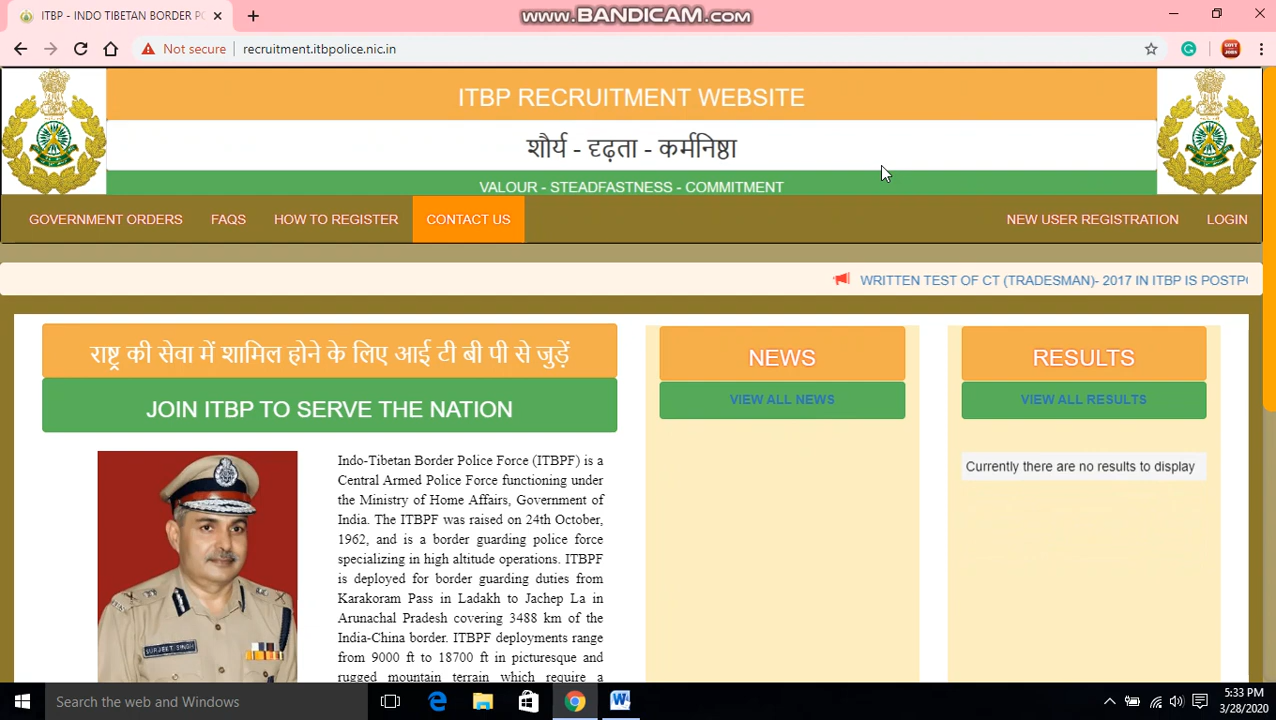 ITBP - INDO TIBETAN BORDER PO
www.BANDICAM.com
Not secure
recruitment.itbpolice.nic.in
ITBP RECRUITMENT WEBSITE
शौर्य - दृढ़ता - कर्मनिष्ठा
VALOUR - STEADFASTNESS - COMMITMENT
GOVERNMENT ORDERS FAQS HOW TO REGISTER CONTACT US NEW USER REGISTRATION LOGIN
WRITTEN TEST OF CT (TRADESMAN)- 2017 IN ITBP IS POSTP
राष्ट्र की सेवा में शामिल होने के लिए आई टी बी पी से जुड़ें
JOIN ITBP TO SERVE THE NATION
Indo-Tibetan Border Police Force (ITBPF) is a
Central Armed Police Force functioning under
the Ministry of Home Affairs, Government of
India. The ITBPF was raised on 24th October,
1962, and is a border guarding police force
specializing in high altitude operations. ITBPF
is deployed for border guarding duties from
Karakoram Pass in Ladakh to Jachep La in
Arunachal Pradesh covering 3488 km of the
India-China border. ITBPF deployments range
from 9000 ft to 18700 ft in picturesque and
rugged mountain terrain which require a
SURJEET SINGH
NEWS
VIEW ALL NEWS
RESULTS
VIEW ALL RESULTS
Currently there are no results to display
Search the web and Windows
5:33 PM
3/28/2020